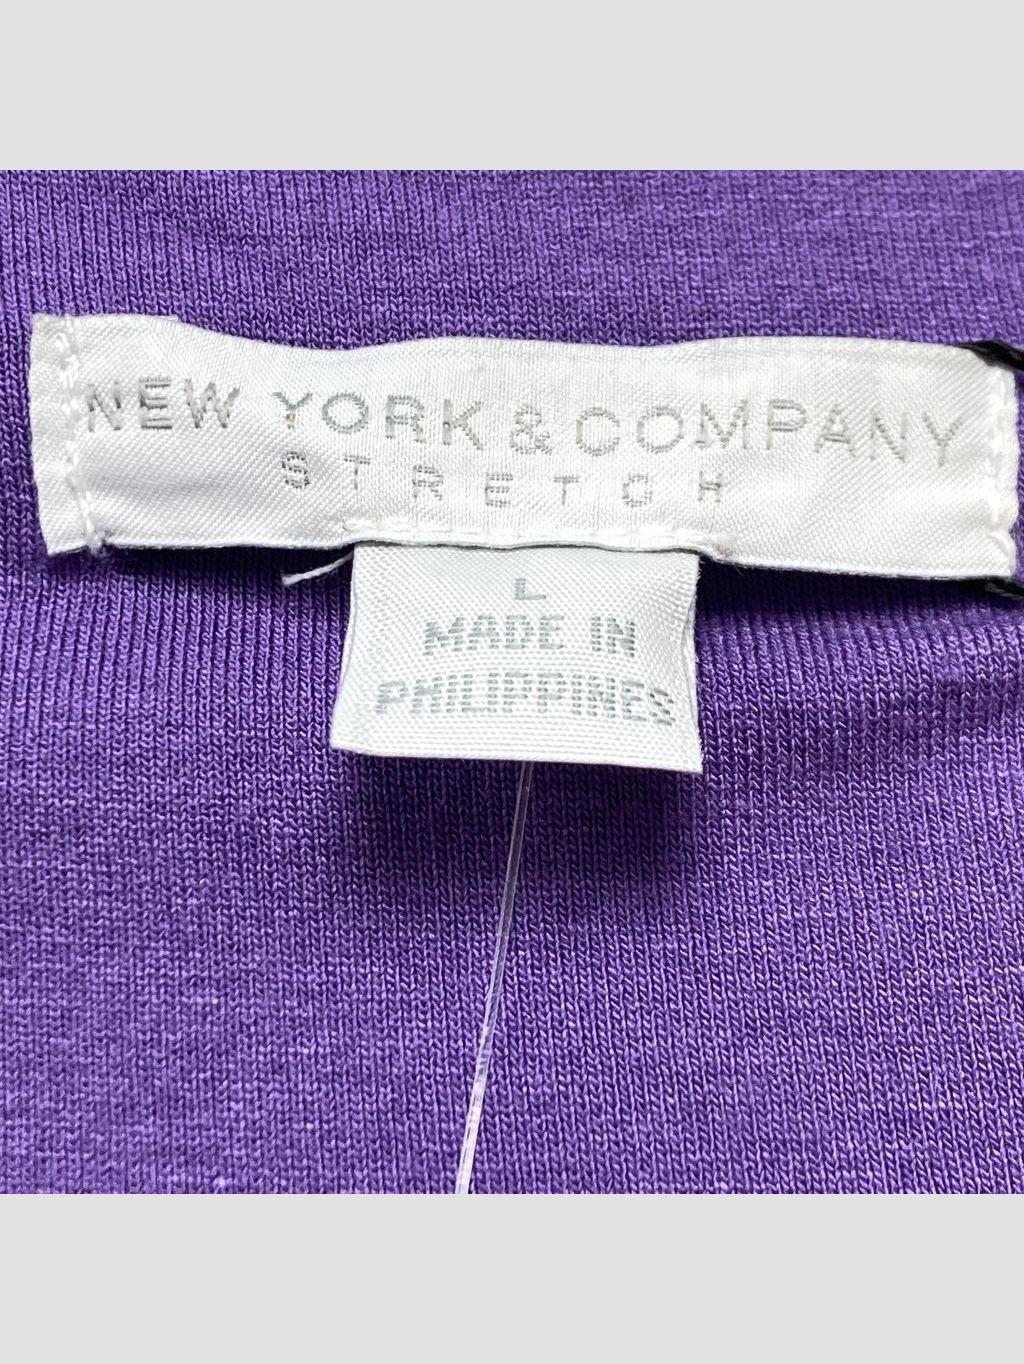 NEW YORK & COMPANY
STRETCH
L
MADE IN
PHILIPPINES